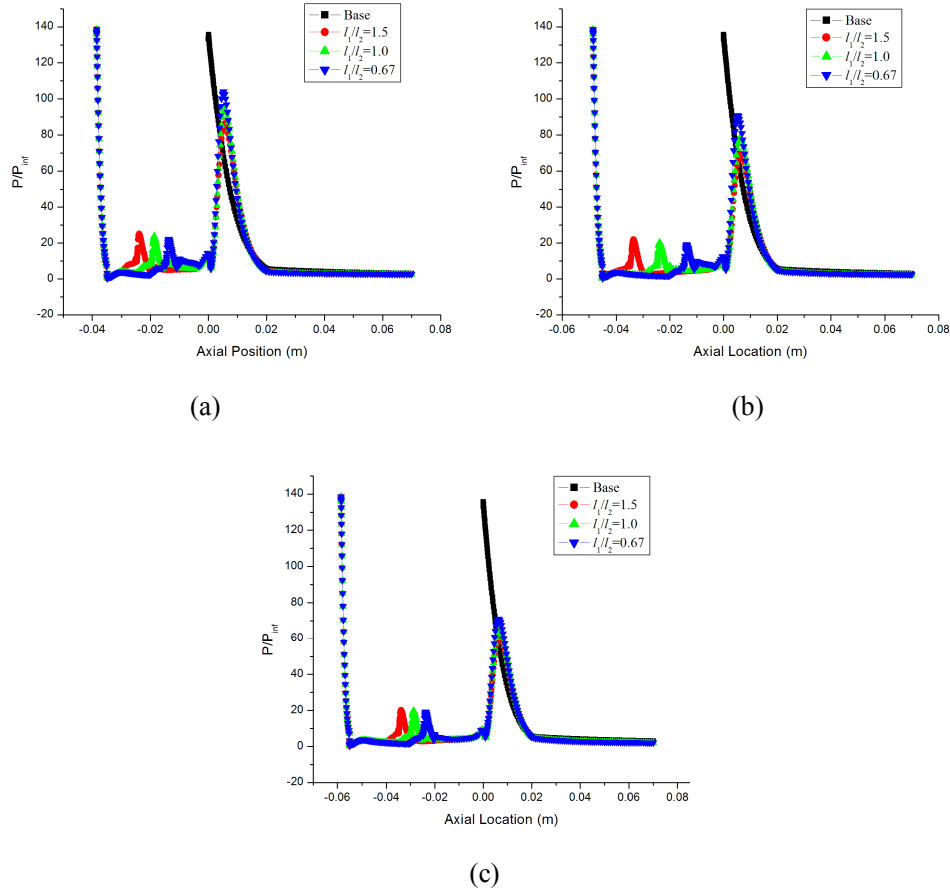 Base
l1/l2=1.5
l1/l2=1.0
l1/l2=0.67
140
120
100
80
60
40
20
0
-20
P/Pinf
-0.04 -0.02 0.00 0.02 0.04 0.06 0.08
Axial Position (m)
(a)
Base
l1/l2=1.5
l1/l2=1.0
l1/l2=0.67
140
120
100
80
60
40
20
0
-20
P/Pinf
-0.06 -0.04 -0.02 0.00 0.02 0.04 0.06 0.08
Axial Location (m)
(b)
Base
l1/l2=1.5
l1/l2=1.0
l1/l2=0.67
140
120
100
80
60
40
20
0
-20
P/Pinf
-0.06 -0.04 -0.02 0.00 0.02 0.04 0.06 0.08
Axial Location (m)
(c)